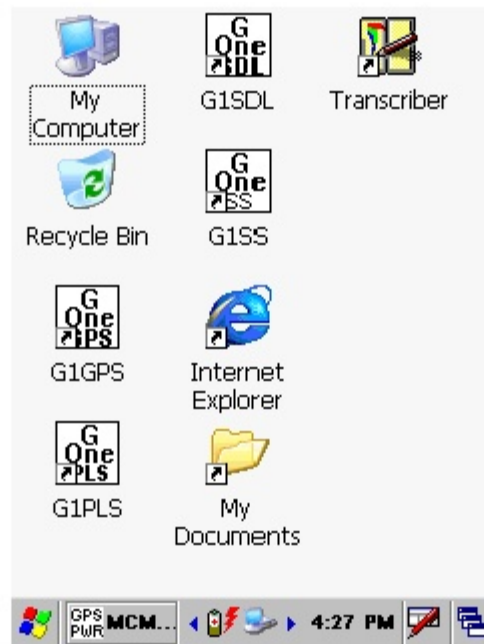 My
Computer
G
One
SDL
G1SDL
Transcriber
Recycle Bin
G
One
SS
G1SS
G
One
GPS
G1GPS
Internet
Explorer
G
One
PLS
G1PLS
My
Documents
GPS
PWR
MCM...
4:27 PM